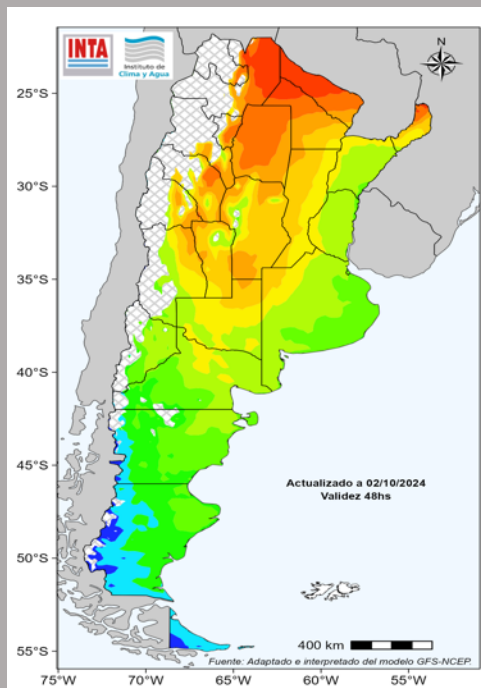 INTA
Instituto de
Clima y Agua
N
25°S
30°S
35°S
40°S
45°S
50°S
55°S
Actualizado a 02/10/2024
Validez 48hs
400 km
Fuente: Adaptado e interpretado del modelo GFS-NCEP.
75°W
70°W
65°W
60°W
55°W